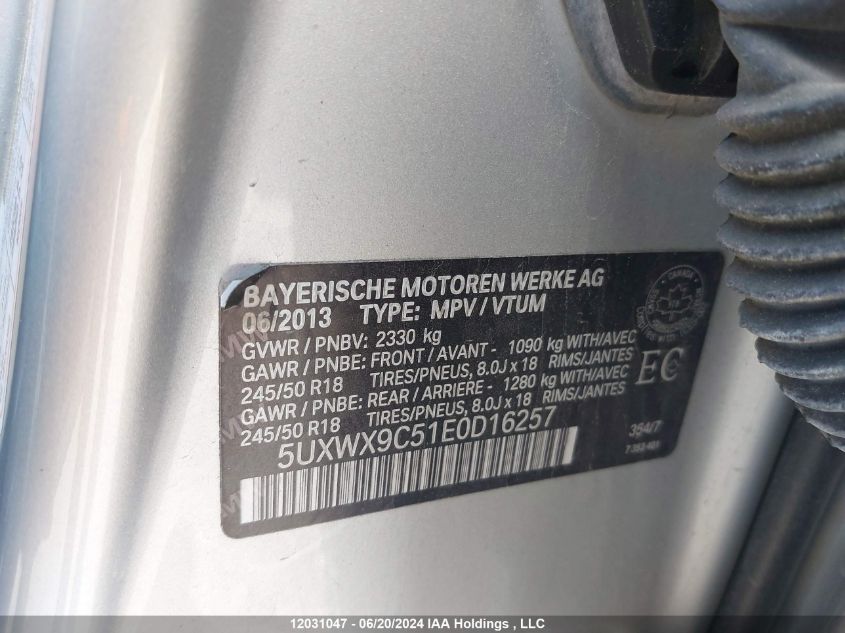 BAYERISCHE MOTOREN WERKE AG
06/2013 TYPE: MPV / VTUM
GVWR / PNBV: 2330 kg
GAWR / PNBE: FRONT / AVANT - 1090 kg WITH/AVEC
245/50 R18 TIRES/PNEUS, 8.0J x 18 RIMS/JANTES
GAWR / PNBE: REAR / ARRIERE - 1280 kg WITH/AVEC
245/50 R18 TIRES/PNEUS, 8.0J x 18 RIMS/JANTES
EC
5UXWX9C51E0D16257
354/7
CANADA
12031047 - 06/20/2024 IAA Holdings , LLC